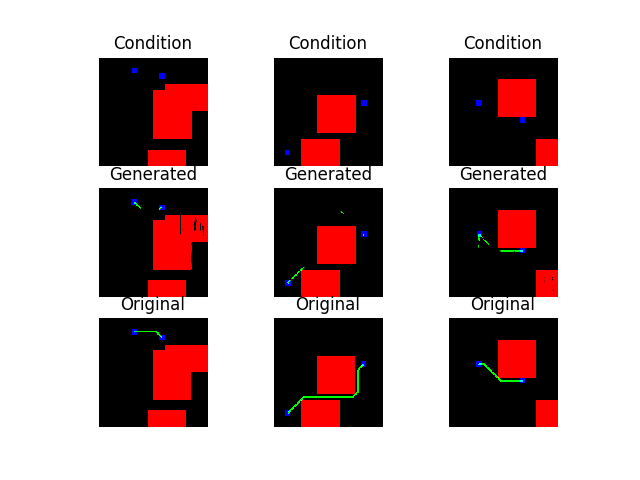 Condition Condition Condition
Generated Generated Generated
Original Original Original